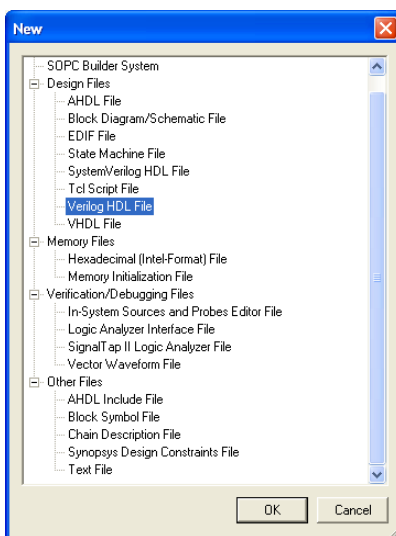 New
SOPC Builder System
Design Files
AHDL File
Block Diagram/Schematic File
EDIF File
State Machine File
SystemVerilog HDL File
Tcl Script File
Verilog HDL File
VHDL File
Memory Files
Hexadecimal (Intel-Format) File
Memory Initialization File
Verification/Debugging Files
In-System Sources and Probes Editor File
Logic Analyzer Interface File
SignalTap II Logic Analyzer File
Vector Waveform File
Other Files
AHDL Include File
Block Symbol File
Chain Description File
Synopsys Design Constraints File
Text File
OK Cancel